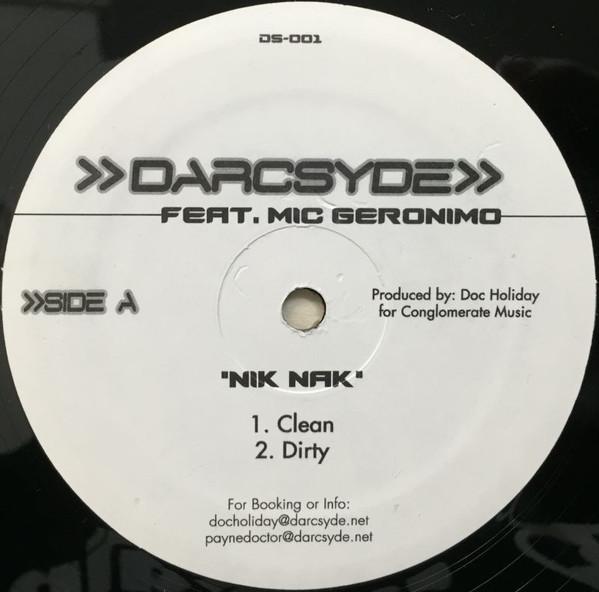 DS-001
»DARCSYDE»
FEAT. MIC GERONIMO
»SIDE A
Produced by: Doc Holiday
for Conglomerate Music
"NIK NAK"
1. Clean
2. Dirty
For Booking or Info:
docholiday@darcsyde.net
paynedoctor@darcsyde.net